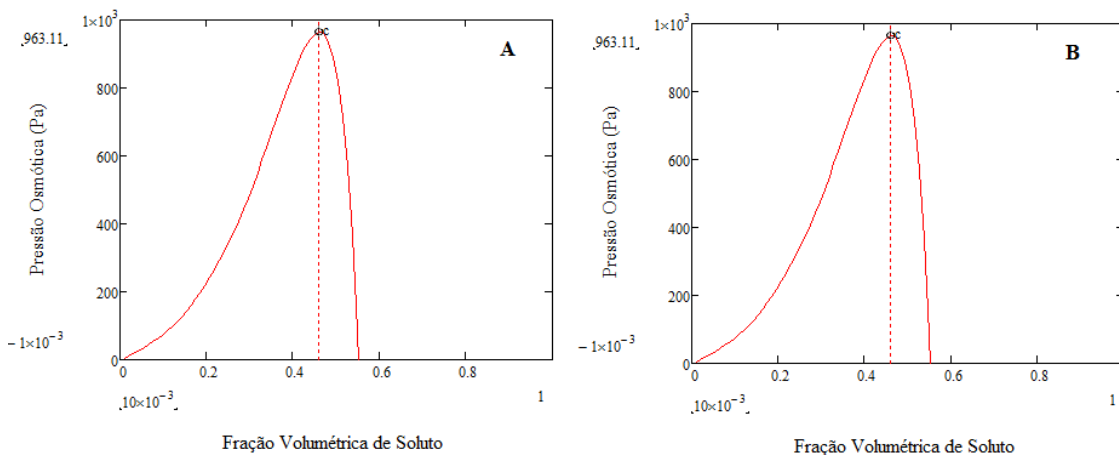 1×10³
963.11
A
c
800
600
400
200
0
Pressão Osmótica (Pa)
− 1×10⁻³
0 0.2 0.4 0.6 0.8
10×10⁻³
1
Fração Volumétrica de Soluto
1×10³
963.11
B
c
800
600
400
200
0
Pressão Osmótica (Pa)
− 1×10⁻³
0 0.2 0.4 0.6 0.8
10×10⁻³
1
Fração Volumétrica de Soluto